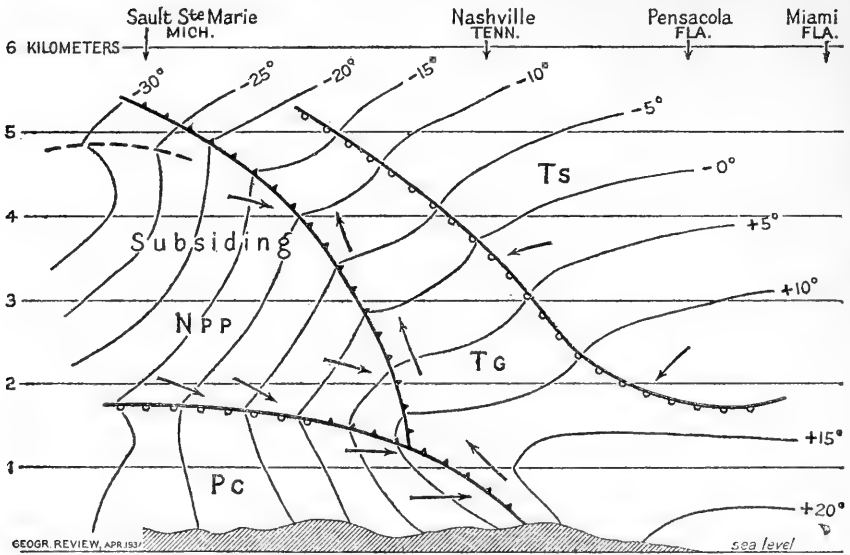 Sault Ste Marie
MICH.
Nashville
TENN.
Pensacola
FLA.
Miami
FLA.
6 KILOMETERS
-30°
-25°
-20°
-15°
-10°
-5°
5
Ts
-0°
4
+5°
Subsiding
3
+10°
NPP
TG
2
+15°
1
Pc
+20°
GEOGR. REVIEW, APR.
sea level